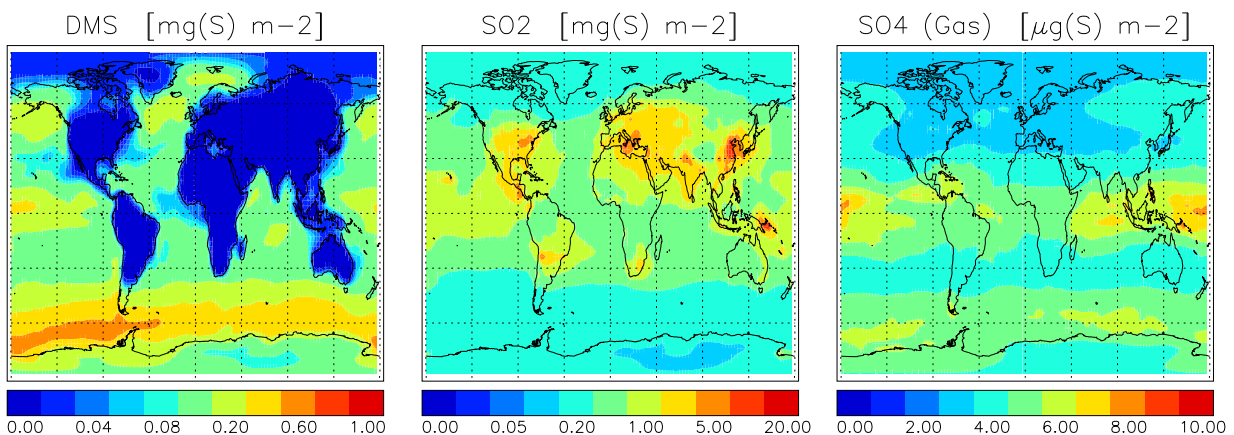 DMS [mg(S) m-2]
SO2 [mg(S) m-2]
SO4 (Gas) [μg(S) m-2]
0.00 0.04 0.08 0.20 0.60 1.00
0.00 0.05 0.20 1.00 5.00 20.00
0.00 2.00 4.00 6.00 8.00 10.00